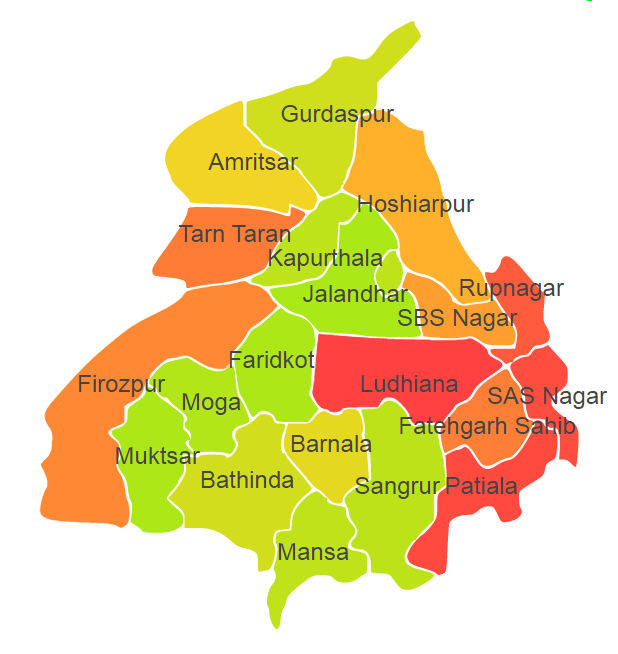 Gurdaspur
Amritsar
Hoshiarpur
Tarn Taran
Kapurthala
Rupnagar
Jalandhar
SBS Nagar
Faridkot
Firozpur
Ludhiana
SAS Nagar
Moga
Fatehgarh Sahib
Barnala
Muktsar
Bathinda
Sangrur
Patiala
Mansa